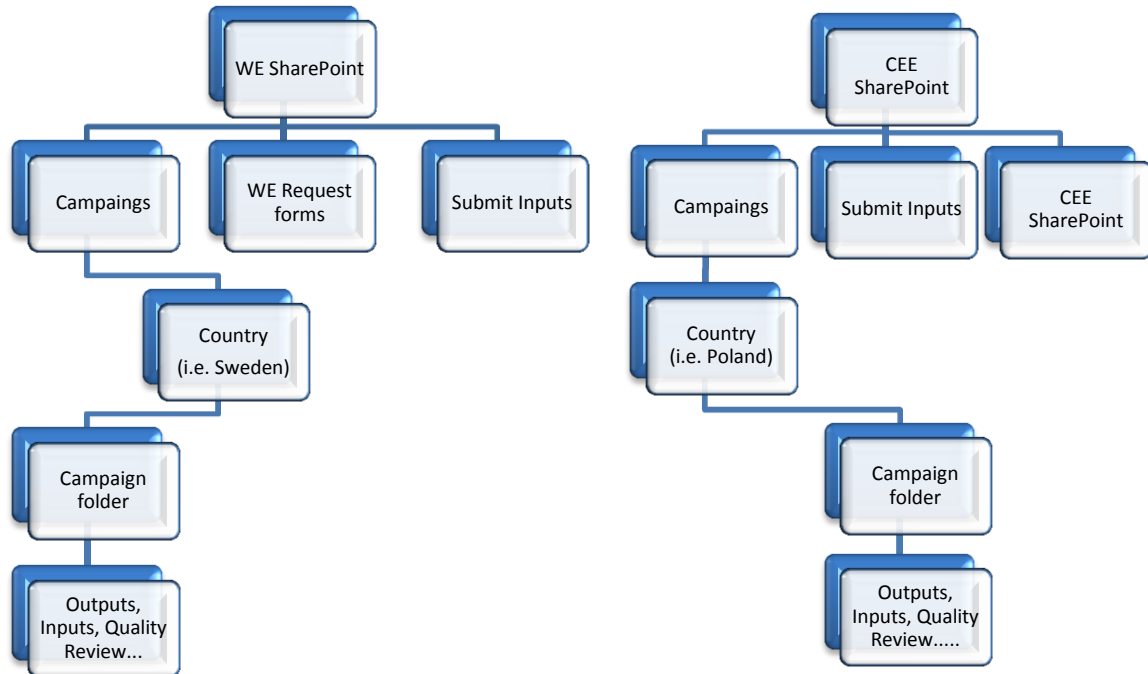 WE SharePoint
CEE
SharePoint
Campaings
WE Request
forms
Submit Inputs
Campaings
Submit Inputs
CEE
SharePoint
Country
(i.e. Sweden)
Country
(i.e. Poland)
Campaign
folder
Campaign
folder
Outputs,
Inputs, Quality
Review...
Outputs,
Inputs, Quality
Review.....